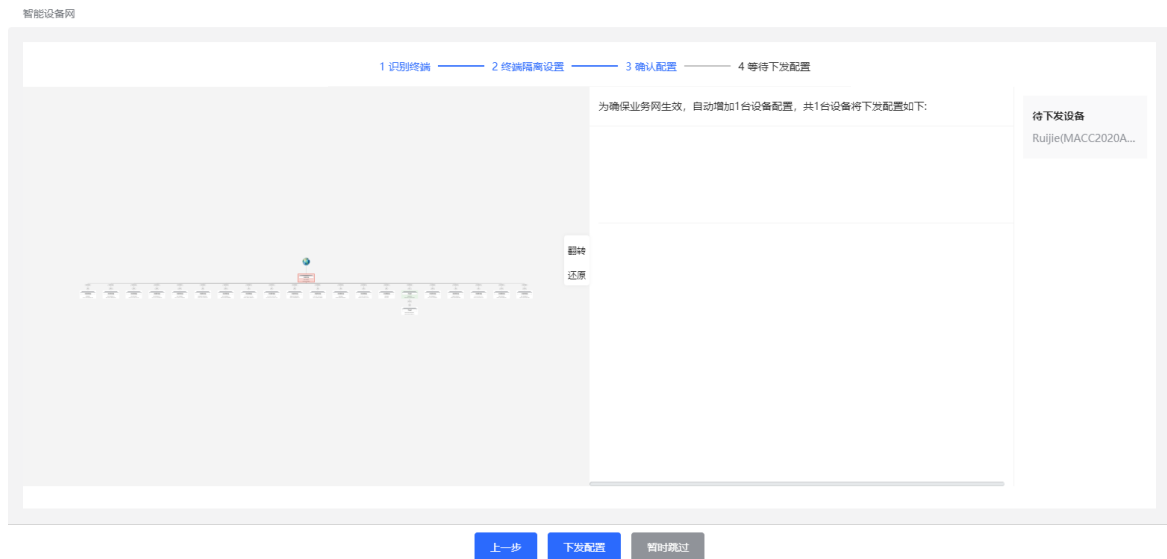 智能设备网
1 识别终端
2 终端隔离设置
3 确认配置
4 等待下发配置
为确保业务网生效，自动增加1台设备配置，共1台设备将下发配置如下:
待下发设备
Ruijie(MACC2020A...
翻转
还原
上一步
下发配置
暂时跳过